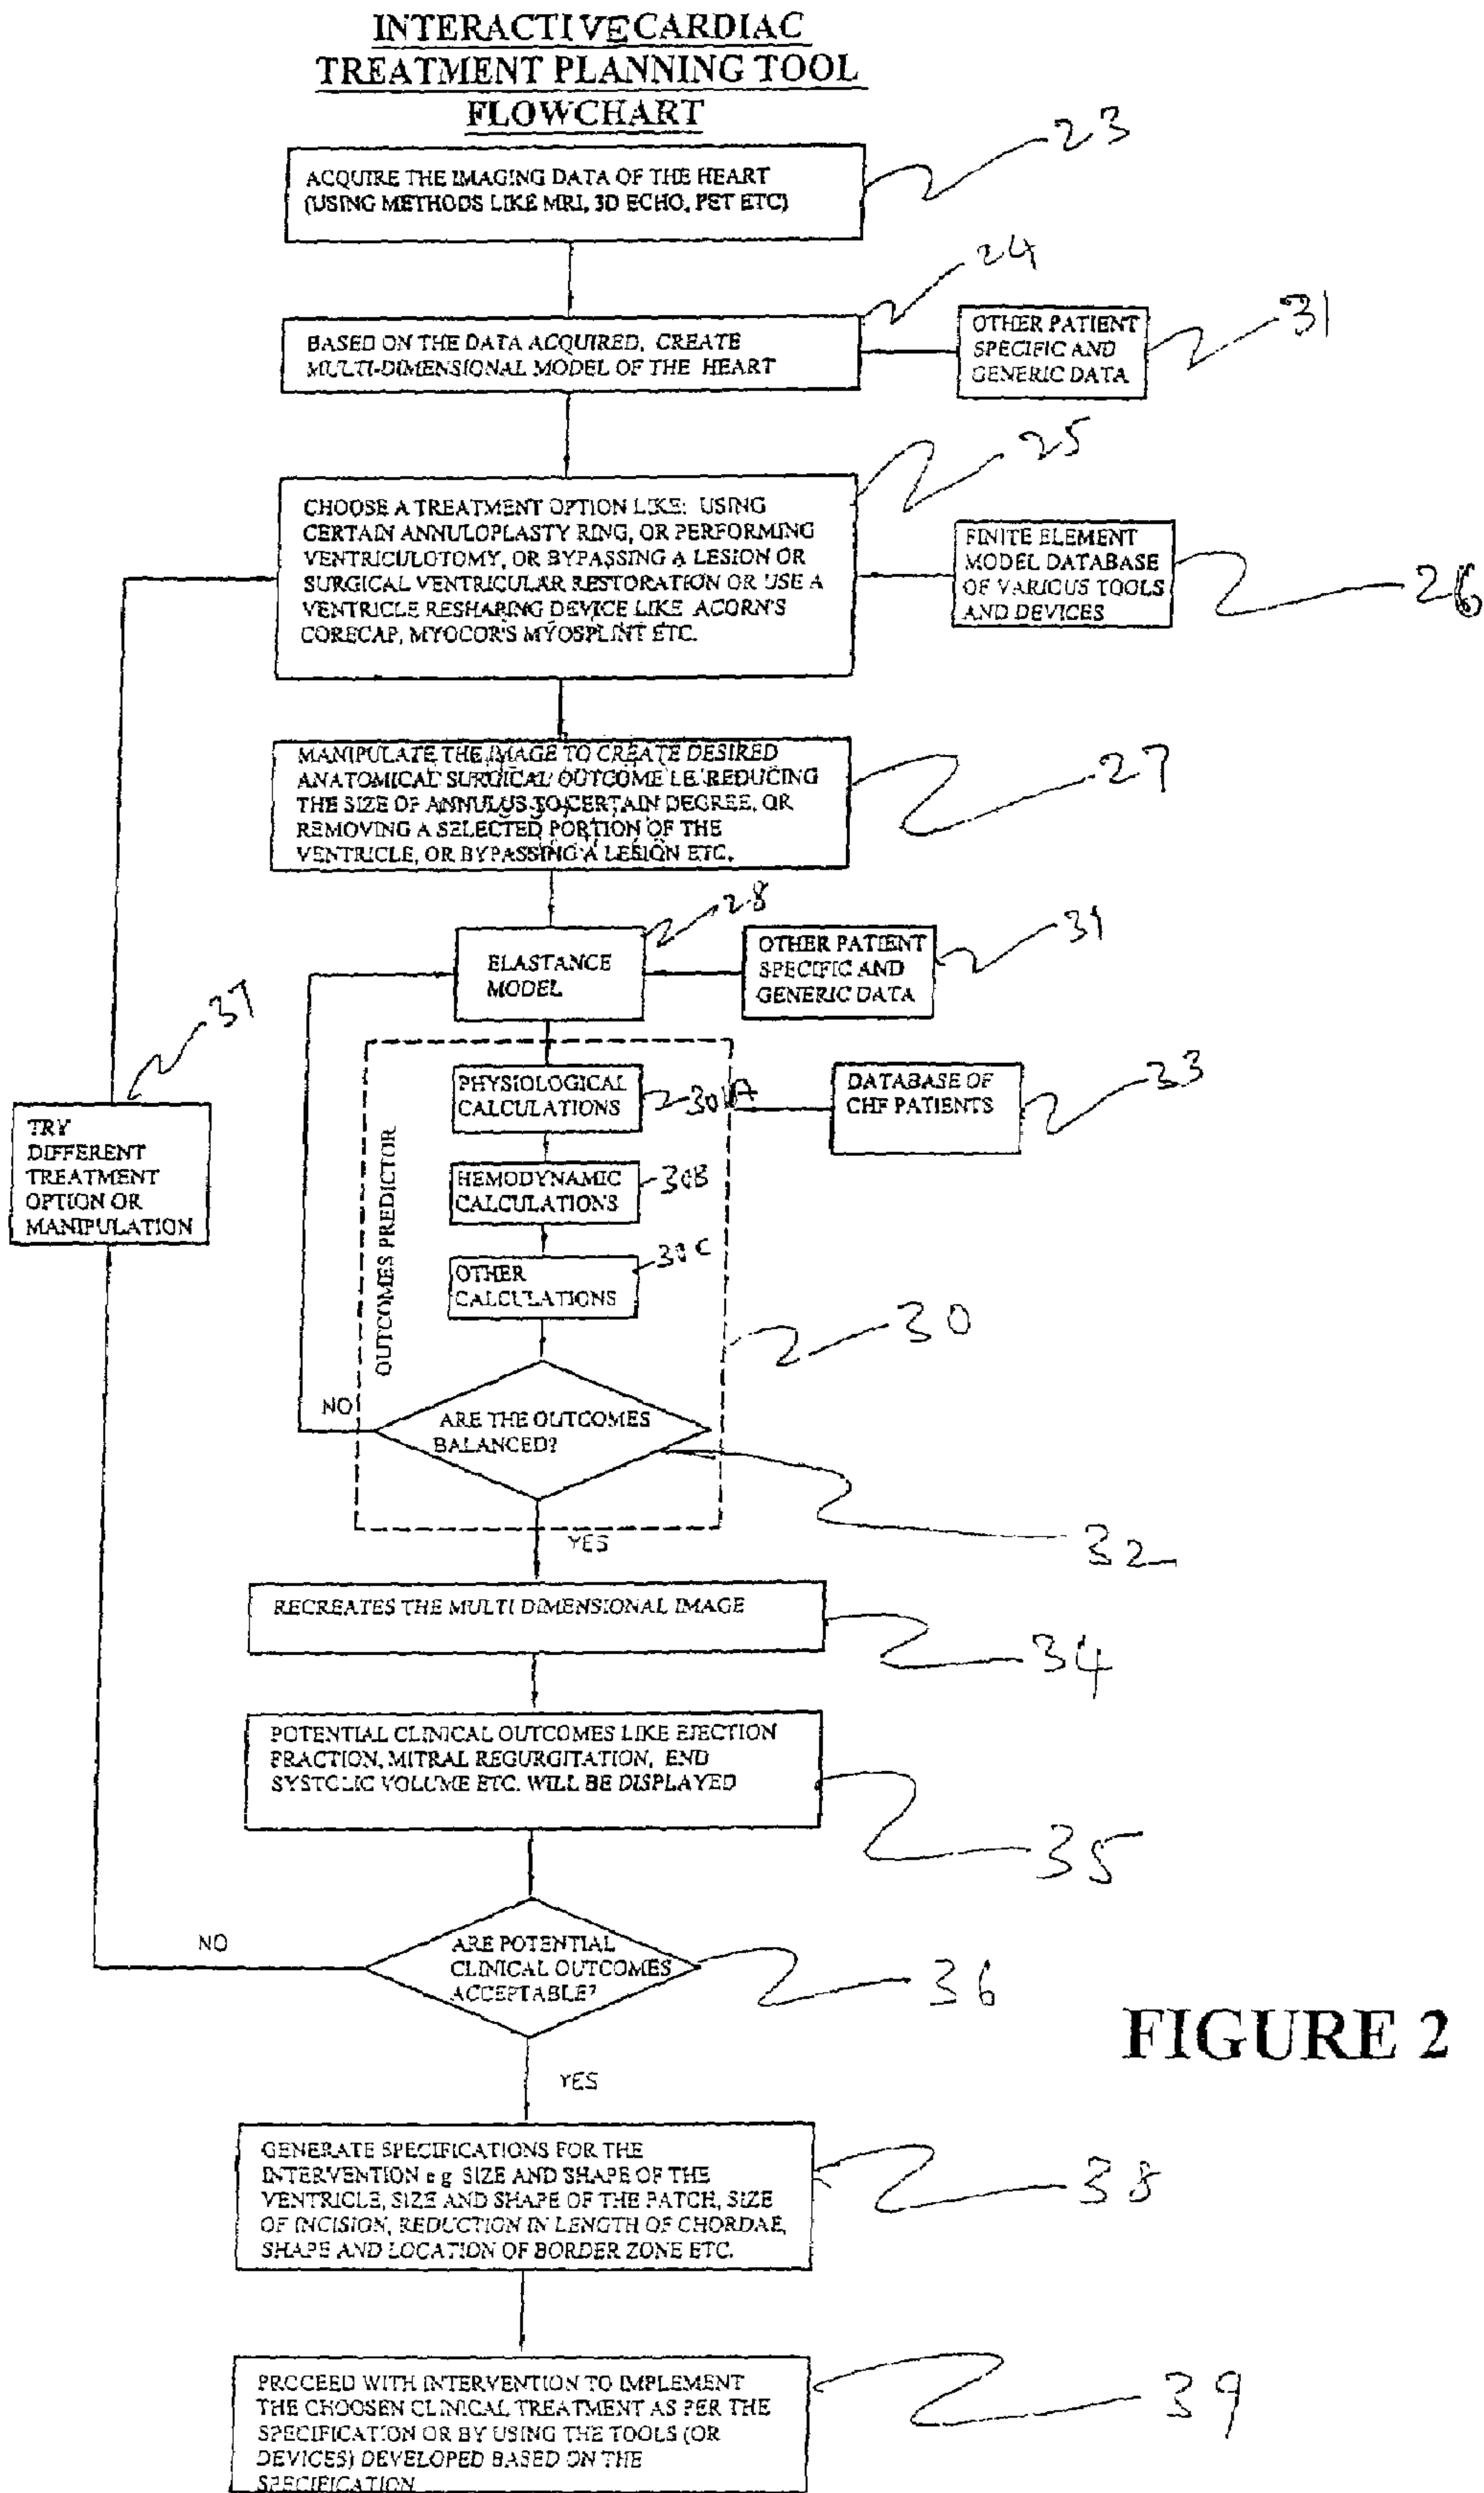 INTERACTIVE CARDIAC
TREATMENT PLANNING TOOL
FLOWCHART
23
ACQUIRE THE IMAGING DATA OF THE HEART
(USING METHODS LIKE MRI, 3D ECHO, PET ETC)
24
31
BASED ON THE DATA ACQUIRED, CREATE
MULTI-DIMENSIONAL MODEL OF THE HEART
OTHER PATIENT
SPECIFIC AND
GENERIC DATA
25
CHOOSE A TREATMENT OPTION LIKE: USING
CERTAIN ANNULOPLASTY RING, OR PERFORMING
VENTRICULOTOMY, OR BYPASSING A LESION OR
SURGICAL VENTRICULAR RESTORATION OR USE A
VENTRICLE RESHAPING DEVICE LIKE ACORN'S
CORECAP, MYOCOR'S MYOSPLINT ETC.
FINITE ELEMENT
MODEL DATABASE
OF VARIOUS TOOLS
AND DEVICES
26
MANIPULATE THE IMAGE TO CREATE DESIRED
ANATOMICAL SURGICAL OUTCOME I.E. REDUCING
THE SIZE OF ANNULUS TO CERTAIN DEGREE, OR
REMOVING A SELECTED PORTION OF THE
VENTRICLE, OR BYPASSING A LESION ETC.
27
28
ELASTANCE
MODEL
OTHER PATIENT
SPECIFIC AND
GENERIC DATA
31
37
TRY
DIFFERENT
TREATMENT
OPTION OR
MANIPULATION
OUTCOMES PREDICTOR
PHYSIOLOGICAL
CALCULATIONS
30A
DATABASE OF
CHF PATIENTS
33
HEMODYNAMIC
CALCULATIONS
30B
OTHER
CALCULATIONS
30C
30
NO
ARE THE OUTCOMES
BALANCED?
32
YES
RECREATES THE MULTI DIMENSIONAL IMAGE
34
POTENTIAL CLINICAL OUTCOMES LIKE EJECTION
FRACTION, MITRAL REGURGITATION, END
SYSTOLIC VOLUME ETC. WILL BE DISPLAYED
35
NO
ARE POTENTIAL
CLINICAL OUTCOMES
ACCEPTABLE?
36
FIGURE 2
YES
GENERATE SPECIFICATIONS FOR THE
INTERVENTION e g SIZE AND SHAPE OF THE
VENTRICLE, SIZE AND SHAPE OF THE PATCH, SIZE
OF INCISION, REDUCTION IN LENGTH OF CHORDAE,
SHAPE AND LOCATION OF BORDER ZONE ETC.
38
PROCEED WITH INTERVENTION TO IMPLEMENT
THE CHOOSEN CLINICAL TREATMENT AS PER THE
SPECIFICATION OR BY USING THE TOOLS (OR
DEVICES) DEVELOPED BASED ON THE
SPECIFICATION
39